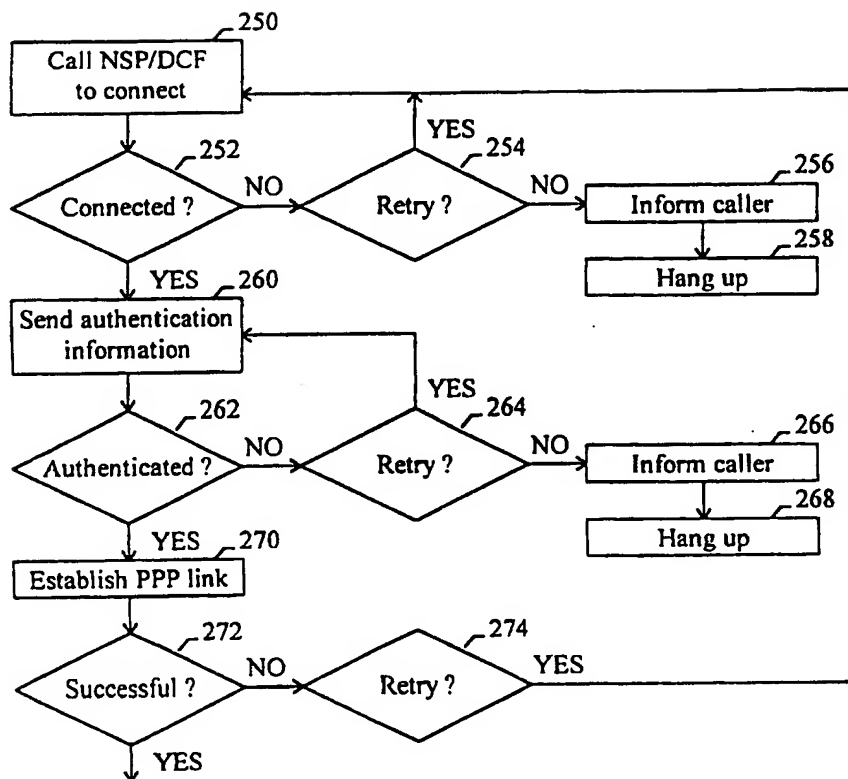 250
Call NSP/DCF
to connect
YES
252
254
256
Connected ?
NO
Retry ?
NO
Inform caller
258
Hang up
YES
260
Send authentication
information
YES
262
264
266
Authenticated ?
NO
Retry ?
NO
Inform caller
268
Hang up
YES
270
Establish PPP link
272
274
Successful ?
NO
Retry ?
YES
YES